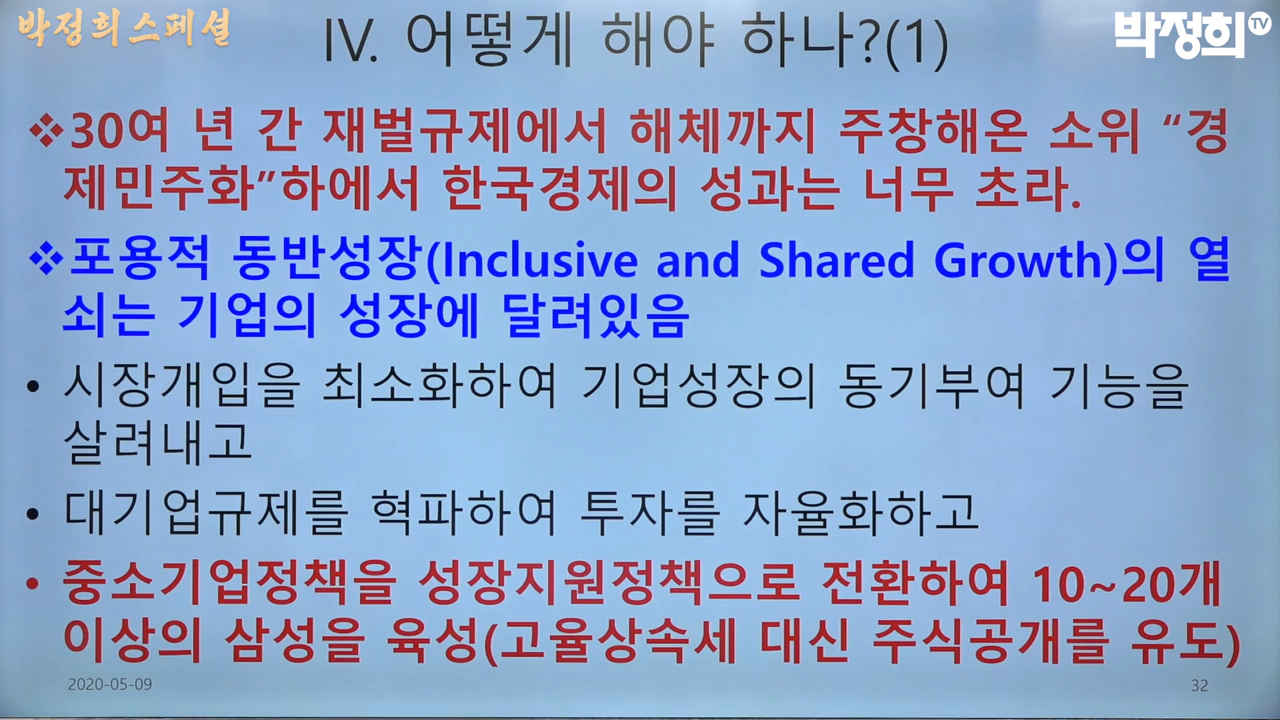 박정희스페셜
박정희TV
IV. 어떻게 해야 하나?(1)
❖30여 년 간 재벌규제에서 해체까지 주창해온 소위 “경
제민주화”하에서 한국경제의 성과는 너무 초라.
❖포용적 동반성장(Inclusive and Shared Growth)의 열
쇠는 기업의 성장에 달려있음
• 시장개입을 최소화하여 기업성장의 동기부여 기능을
살려내고
• 대기업규제를 혁파하여 투자를 자율화하고
• 중소기업정책을 성장지원정책으로 전환하여 10~20개
이상의 삼성을 육성(고율상속세 대신 주식공개를 유도)
2020-05-09
32